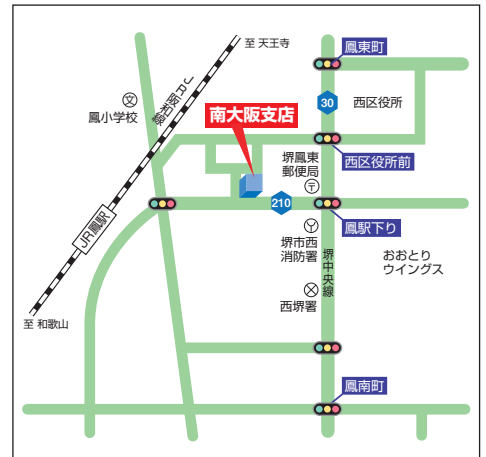 至 天王寺
鳳東町
JR阪和線
文
鳳小学校
30
西区役所
南大阪支店
西区役所前
堺鳳東
郵便局
〒
210
鳳駅下り
JR鳳駅
堺市西
消防署
堺中央線
おおとり
ウイングス
西堺署
至 和歌山
鳳南町